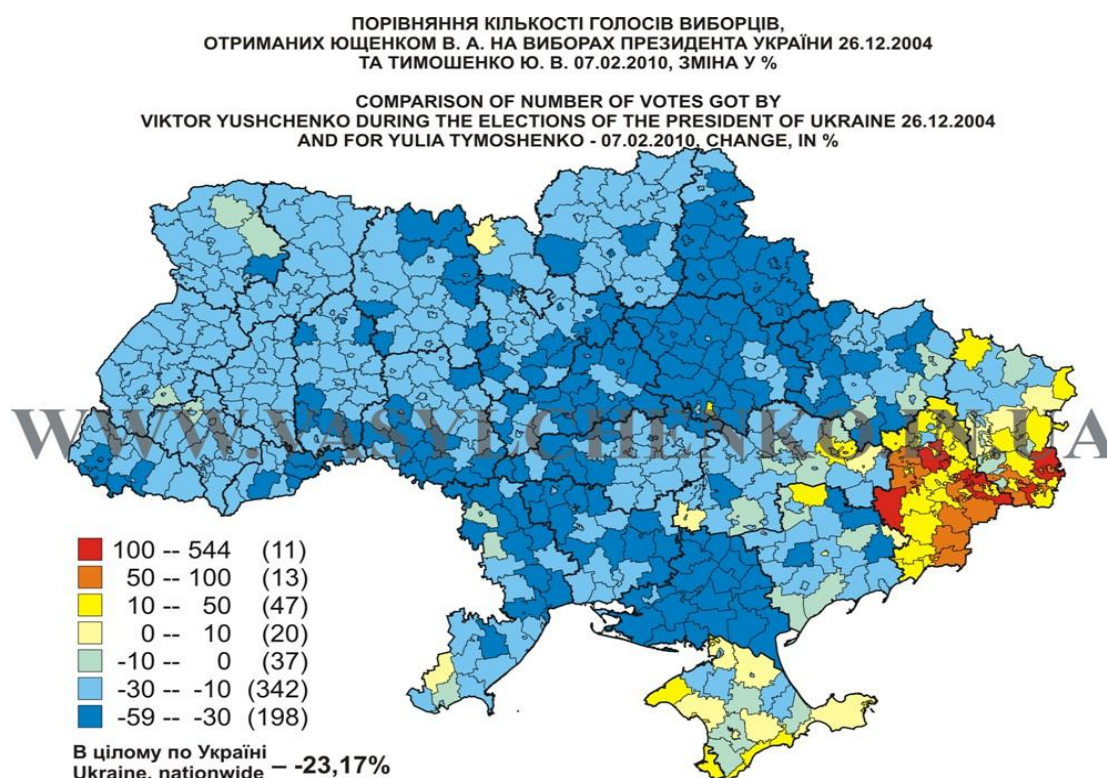 ПОРІВНЯННЯ КІЛЬКОСТІ ГОЛОСІВ ВИБОРЦІВ,
ОТРИМАНИХ ЮЩЕНКОМ В. А. НА ВИБОРАХ ПРЕЗИДЕНТА УКРАЇНИ 26.12.2004
ТА ТИМОШЕНКО Ю. В. 07.02.2010, ЗМІНА У %
COMPARISON OF NUMBER OF VOTES GOT BY
VIKTOR YUSHCHENKO DURING THE ELECTIONS OF THE PRESIDENT OF UKRAINE 26.12.2004
AND FOR YULIA TYMOSHENKO - 07.02.2010, CHANGE, IN %
WWW.VASYLCHENKO.IN.UA
100 -- 544 (11)
50 -- 100 (13)
10 -- 50 (47)
0 -- 10 (20)
-10 -- 0 (37)
-30 -- -10 (342)
-59 -- -30 (198)
В цілому по Україні
Ukraine, nationwide – -23,17%